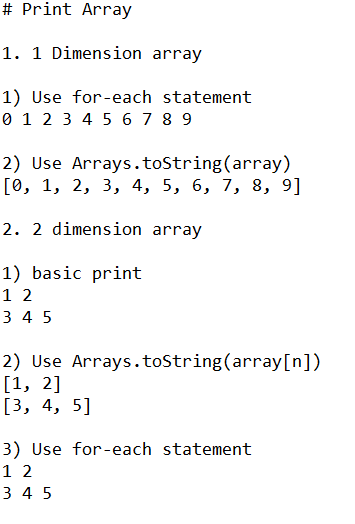 # Print Array
1. 1 Dimension array
1) Use for-each statement
0 1 2 3 4 5 6 7 8 9
2) Use Arrays.toString(array)
[0, 1, 2, 3, 4, 5, 6, 7, 8, 9]
2. 2 dimension array
1) basic print
1 2
3 4 5
2) Use Arrays.toString(array[n])
[1, 2]
[3, 4, 5]
3) Use for-each statement
1 2
3 4 5